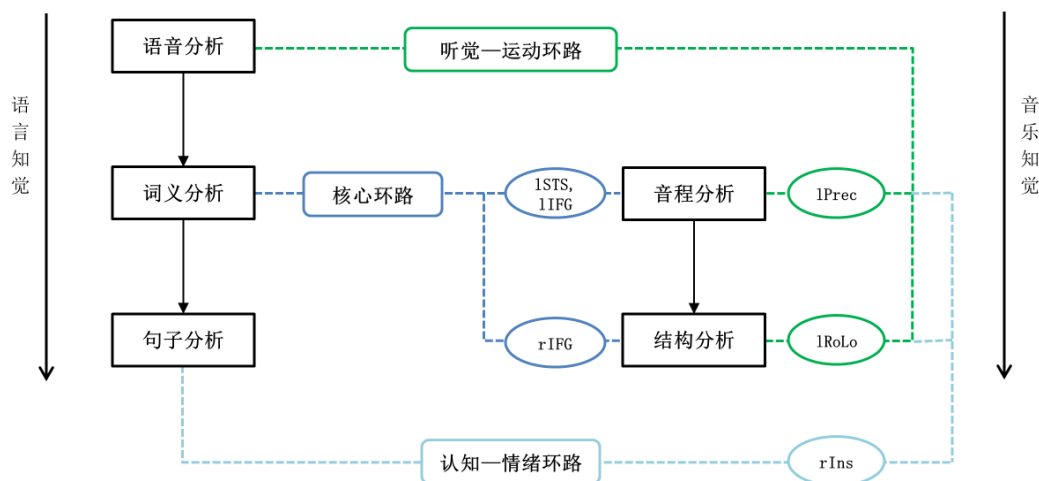 语音分析
听觉—运动环路
语言知觉
音乐知觉
词义分析
核心环路
lSTS,
lIFG
音程分析
lPrec
句子分析
rIFG
结构分析
lRoLo
认知—情绪环路
rIns